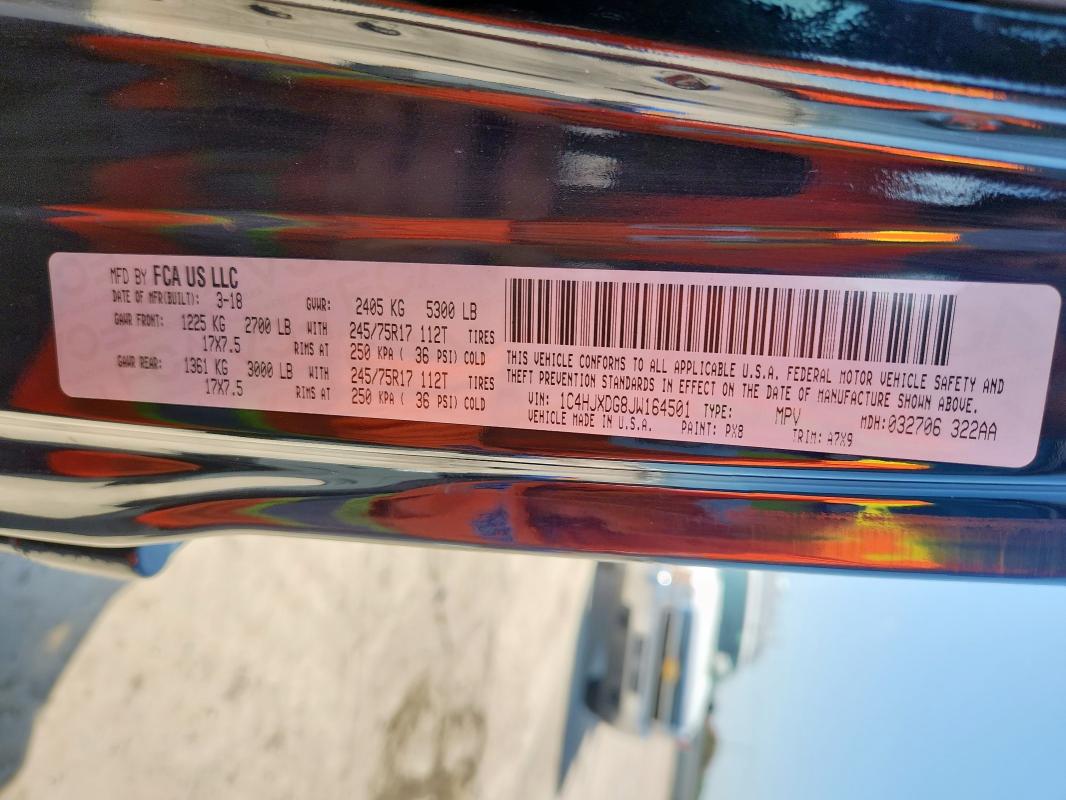 MFD BY FCA US LLC
DATE OF MFR(BUILT): 3-18 GVWR: 2405 KG 5300 LB
GAWR FRONT: 1225 KG 2700 LB WITH 245/75R17 112T TIRES
17X7.5 RIMS AT 250 KPA ( 36 PSI) COLD
GAWR REAR: 1361 KG 3000 LB WITH 245/75R17 112T TIRES
17X7.5 RIMS AT 250 KPA ( 36 PSI) COLD
THIS VEHICLE CONFORMS TO ALL APPLICABLE U.S.A. FEDERAL MOTOR VEHICLE SAFETY AND
THEFT PREVENTION STANDARDS IN EFFECT ON THE DATE OF MANUFACTURE SHOWN ABOVE.
VIN: 1C4HJXDG8JW164501 TYPE: MPV MDH:032706 322AA
VEHICLE MADE IN U.S.A. PAINT: PX8 TRIM: A7X9